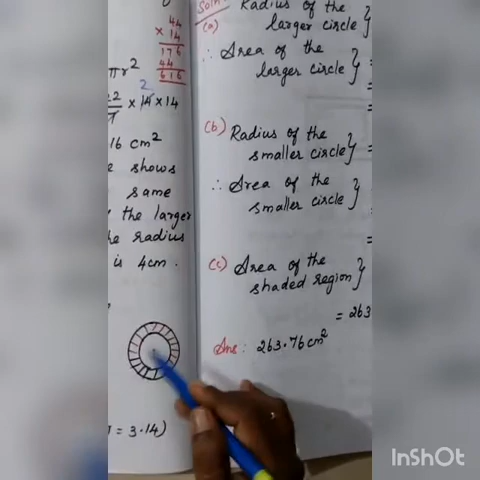 44
× 14
176
44
616
πr²
2
× 14 × 14
16 cm²
shows
same
the larger
radius
is 4cm.
= 3.14)
Soln:
(a) Radius of the
larger circle }
∴ Area of the
larger circle }
(b) Radius of the
smaller circle } =
∴ Area of the
smaller circle }
(c) Area of the
shaded region }
= 263
Ans: 263.76 cm²
InShOt